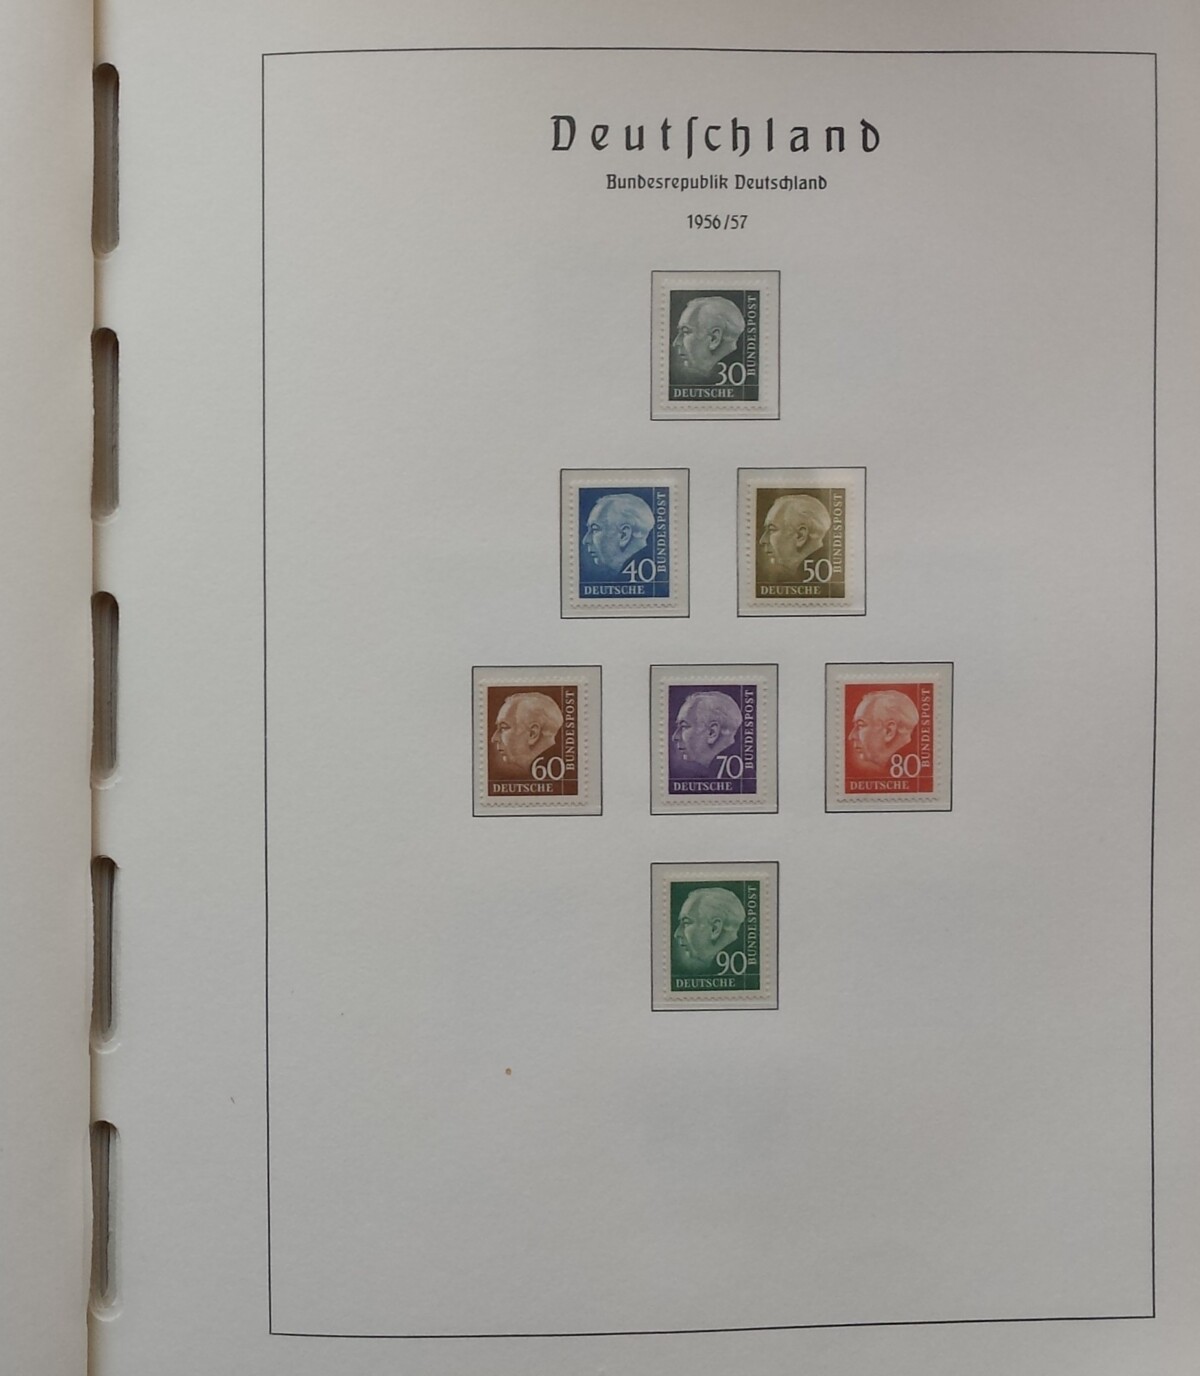 Deutſchland
Bundesrepublik Deutschland
1956/57
30
BUNDESPOST
DEUTSCHE
40
BUNDESPOST
DEUTSCHE
50
BUNDESPOST
DEUTSCHE
60
BUNDESPOST
DEUTSCHE
70
BUNDESPOST
DEUTSCHE
80
BUNDESPOST
DEUTSCHE
90
BUNDESPOST
DEUTSCHE